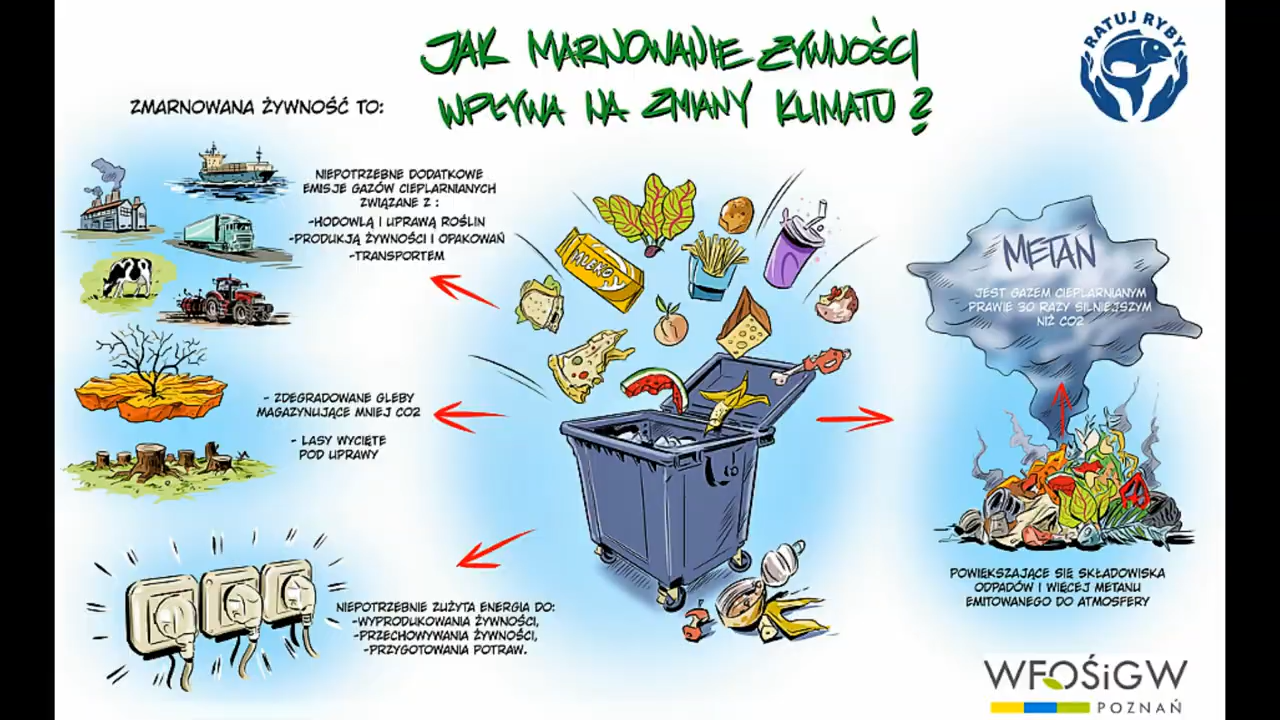 JAK MARNOWANIE ŻYWNOŚCI
WPŁYWA NA ZMIANY KLIMATU ?
RATUJ RYBY
ZMARNOWANA ŻYWNOŚĆ TO:
NIEPOTRZEBNE DODATKOWE
EMISJE GAZÓW CIEPLARNIANYCH
ZWIĄZANE Z :
-HODOWLĄ I UPRAWĄ ROŚLIN
-PRODUKJĄ ŻYWNOŚCI I OPAKOWAŃ
-TRANSPORTEM
- ZDEGRADOWANE GLEBY
MAGAZYNUJĄCE MNIEJ CO2
- LASY WYCIĘTE
POD UPRAWY
NIEPOTRZEBNIE ZUŻYTA ENERGIA DO:
-WYPRODUKOWANIA ŻYWNOŚCI,
-PRZECHOWYWANIA ŻYWNOŚCI,
-PRZYGOTOWANIA POTRAW.
MLEKO
METAN
JEST GAZEM CIEPLARNIANYM
PRAWIE 30 RAZY SILNIEJSZYM
NIŻ CO2
POWIĘKSZAJĄCE SIĘ SKŁADOWISKA
ODPADÓW I WIĘCEJ METANU
EMITOWANEGO DO ATMOSFERY
WFOŚiGW
POZNAŃ